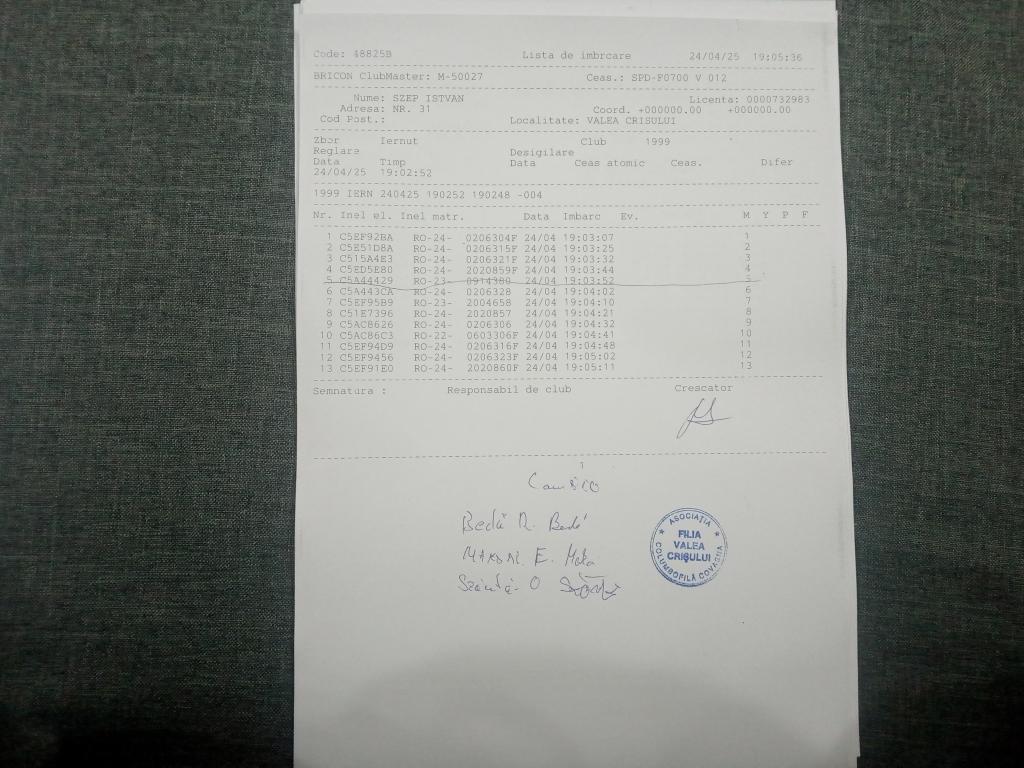 Code: 48825B Lista de imbrcare 24/04/25 19:05:36
BRICON ClubMaster: M-50027 Ceas.: SPD-F0700 V 012
Nume: SZEP ISTVAN Licenta: 0000732983
Adresa: NR. 31 Coord. +000000.00 +000000.00
Cod Post.: Localitate: VALEA CRISULUI
Zbor Iernut Club 1999
Reglare Desigilare
Data Timp Data Ceas atomic Ceas. Difer
24/04/25 19:02:52
1999 IERN 240425 190252 190248 -004
Nr. Inel el. Inel matr. Data Imbarc Ev. M Y P F
1 C5EF92BA RO-24- 0206304F 24/04 19:03:07 1
2 C5E51D8A RO-24- 0206315F 24/04 19:03:25 2
3 C515A4E3 RO-24- 0206321F 24/04 19:03:32 3
4 C5ED5E80 RO-24- 2020859F 24/04 19:03:44 4
5 C5A44429 RO-23- 0914380 24/04 19:03:52 5
6 C5A443CA RO-24- 0206328 24/04 19:04:02 6
7 C5EF95B9 RO-23- 2004658 24/04 19:04:10 7
8 C51E7396 RO-24- 2020857 24/04 19:04:21 8
9 C5AC8626 RO-24- 0206306 24/04 19:04:32 9
10 C5AC86C3 RO-22- 0603306F 24/04 19:04:41 10
11 C5EF94D9 RO-24- 0206316F 24/04 19:04:48 11
12 C5EF9456 RO-24- 0206323F 24/04 19:05:02 12
13 C5EF91E0 RO-24- 2020860F 24/04 19:05:11 13
Semnatura : Responsabil de club Crescator
1
Bedő R. Bedő
E.
O
ASOCIAȚIA
FILIA
VALEA
CRIȘULUI
COLUMBOFILĂ COVASNA